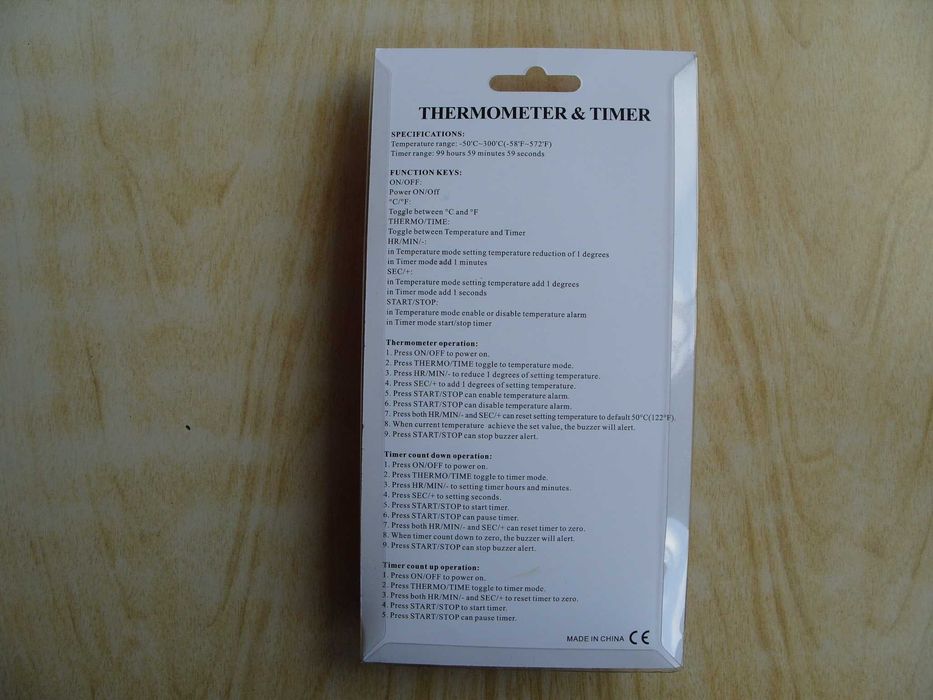 THERMOMETER & TIMER
SPECIFICATIONS:
Temperature range: -50°C~300°C(-58°F~572°F)
Timer range: 99 hours 59 minutes 59 seconds
FUNCTION KEYS:
ON/OFF:
Power ON/Off
°C/°F:
Toggle between °C and °F
THERMO/TIME:
Toggle between Temperature and Timer
HR/MIN/-:
in Temperature mode setting temperature reduction of 1 degrees
in Timer mode add 1 minutes
SEC/+:
in Temperature mode setting temperature add 1 degrees
in Timer mode add 1 seconds
START/STOP:
in Temperature mode enable or disable temperature alarm
in Timer mode start/stop timer
Thermometer operation:
1. Press ON/OFF to power on.
2. Press THERMO/TIME toggle to temperature mode.
3. Press HR/MIN/- to reduce 1 degrees of setting temperature.
4. Press SEC/+ to add 1 degrees of setting temperature.
5. Press START/STOP can enable temperature alarm.
6. Press START/STOP can disable temperature alarm.
7. Press both HR/MIN/- and SEC/+ can reset setting temperature to default 50°C(122°F).
8. When current temperature achieve the set value, the buzzer will alert.
9. Press START/STOP can stop buzzer alert.
Timer count down operation:
1. Press ON/OFF to power on.
2. Press THERMO/TIME toggle to timer mode.
3. Press HR/MIN/- to setting timer hours and minutes.
4. Press SEC/+ to setting seconds.
5. Press START/STOP to start timer.
6. Press START/STOP can pause timer.
7. Press both HR/MIN/- and SEC/+ can reset timer to zero.
8. When timer count down to zero, the buzzer will alert.
9. Press START/STOP can stop buzzer alert.
Timer count up operation:
1. Press ON/OFF to power on.
2. Press THERMO/TIME toggle to timer mode.
3. Press both HR/MIN/- and SEC/+ to reset timer to zero.
4. Press START/STOP to start timer.
5. Press START/STOP can pause timer.
MADE IN CHINA CE